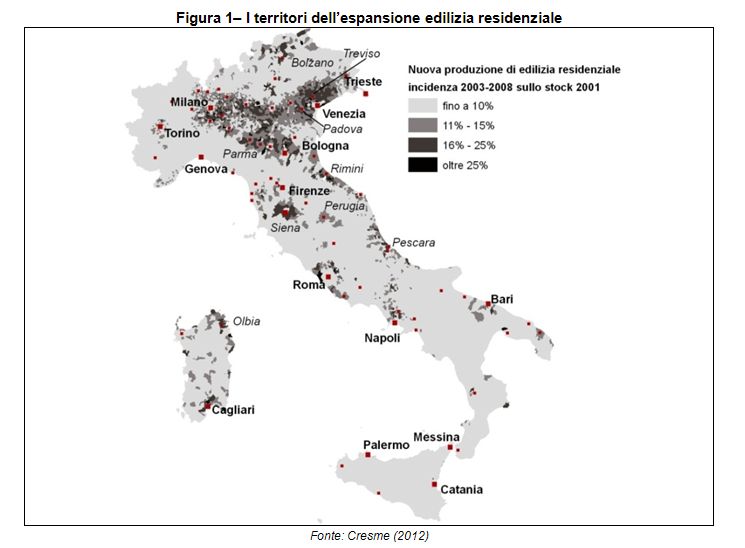 Figura 1– I territori dell’espansione edilizia residenziale
Bolzano
Treviso
Trieste
Milano
Venezia
Torino
Padova
Parma
Bologna
Genova
Rimini
Firenze
Perugia
Siena
Pescara
Roma
Bari
Napoli
Olbia
Cagliari
Palermo
Messina
Catania
Nuova produzione di edilizia residenziale
incidenza 2003-2008 sullo stock 2001
fino a 10%
11% - 15%
16% - 25%
oltre 25%
Fonte: Cresme (2012)